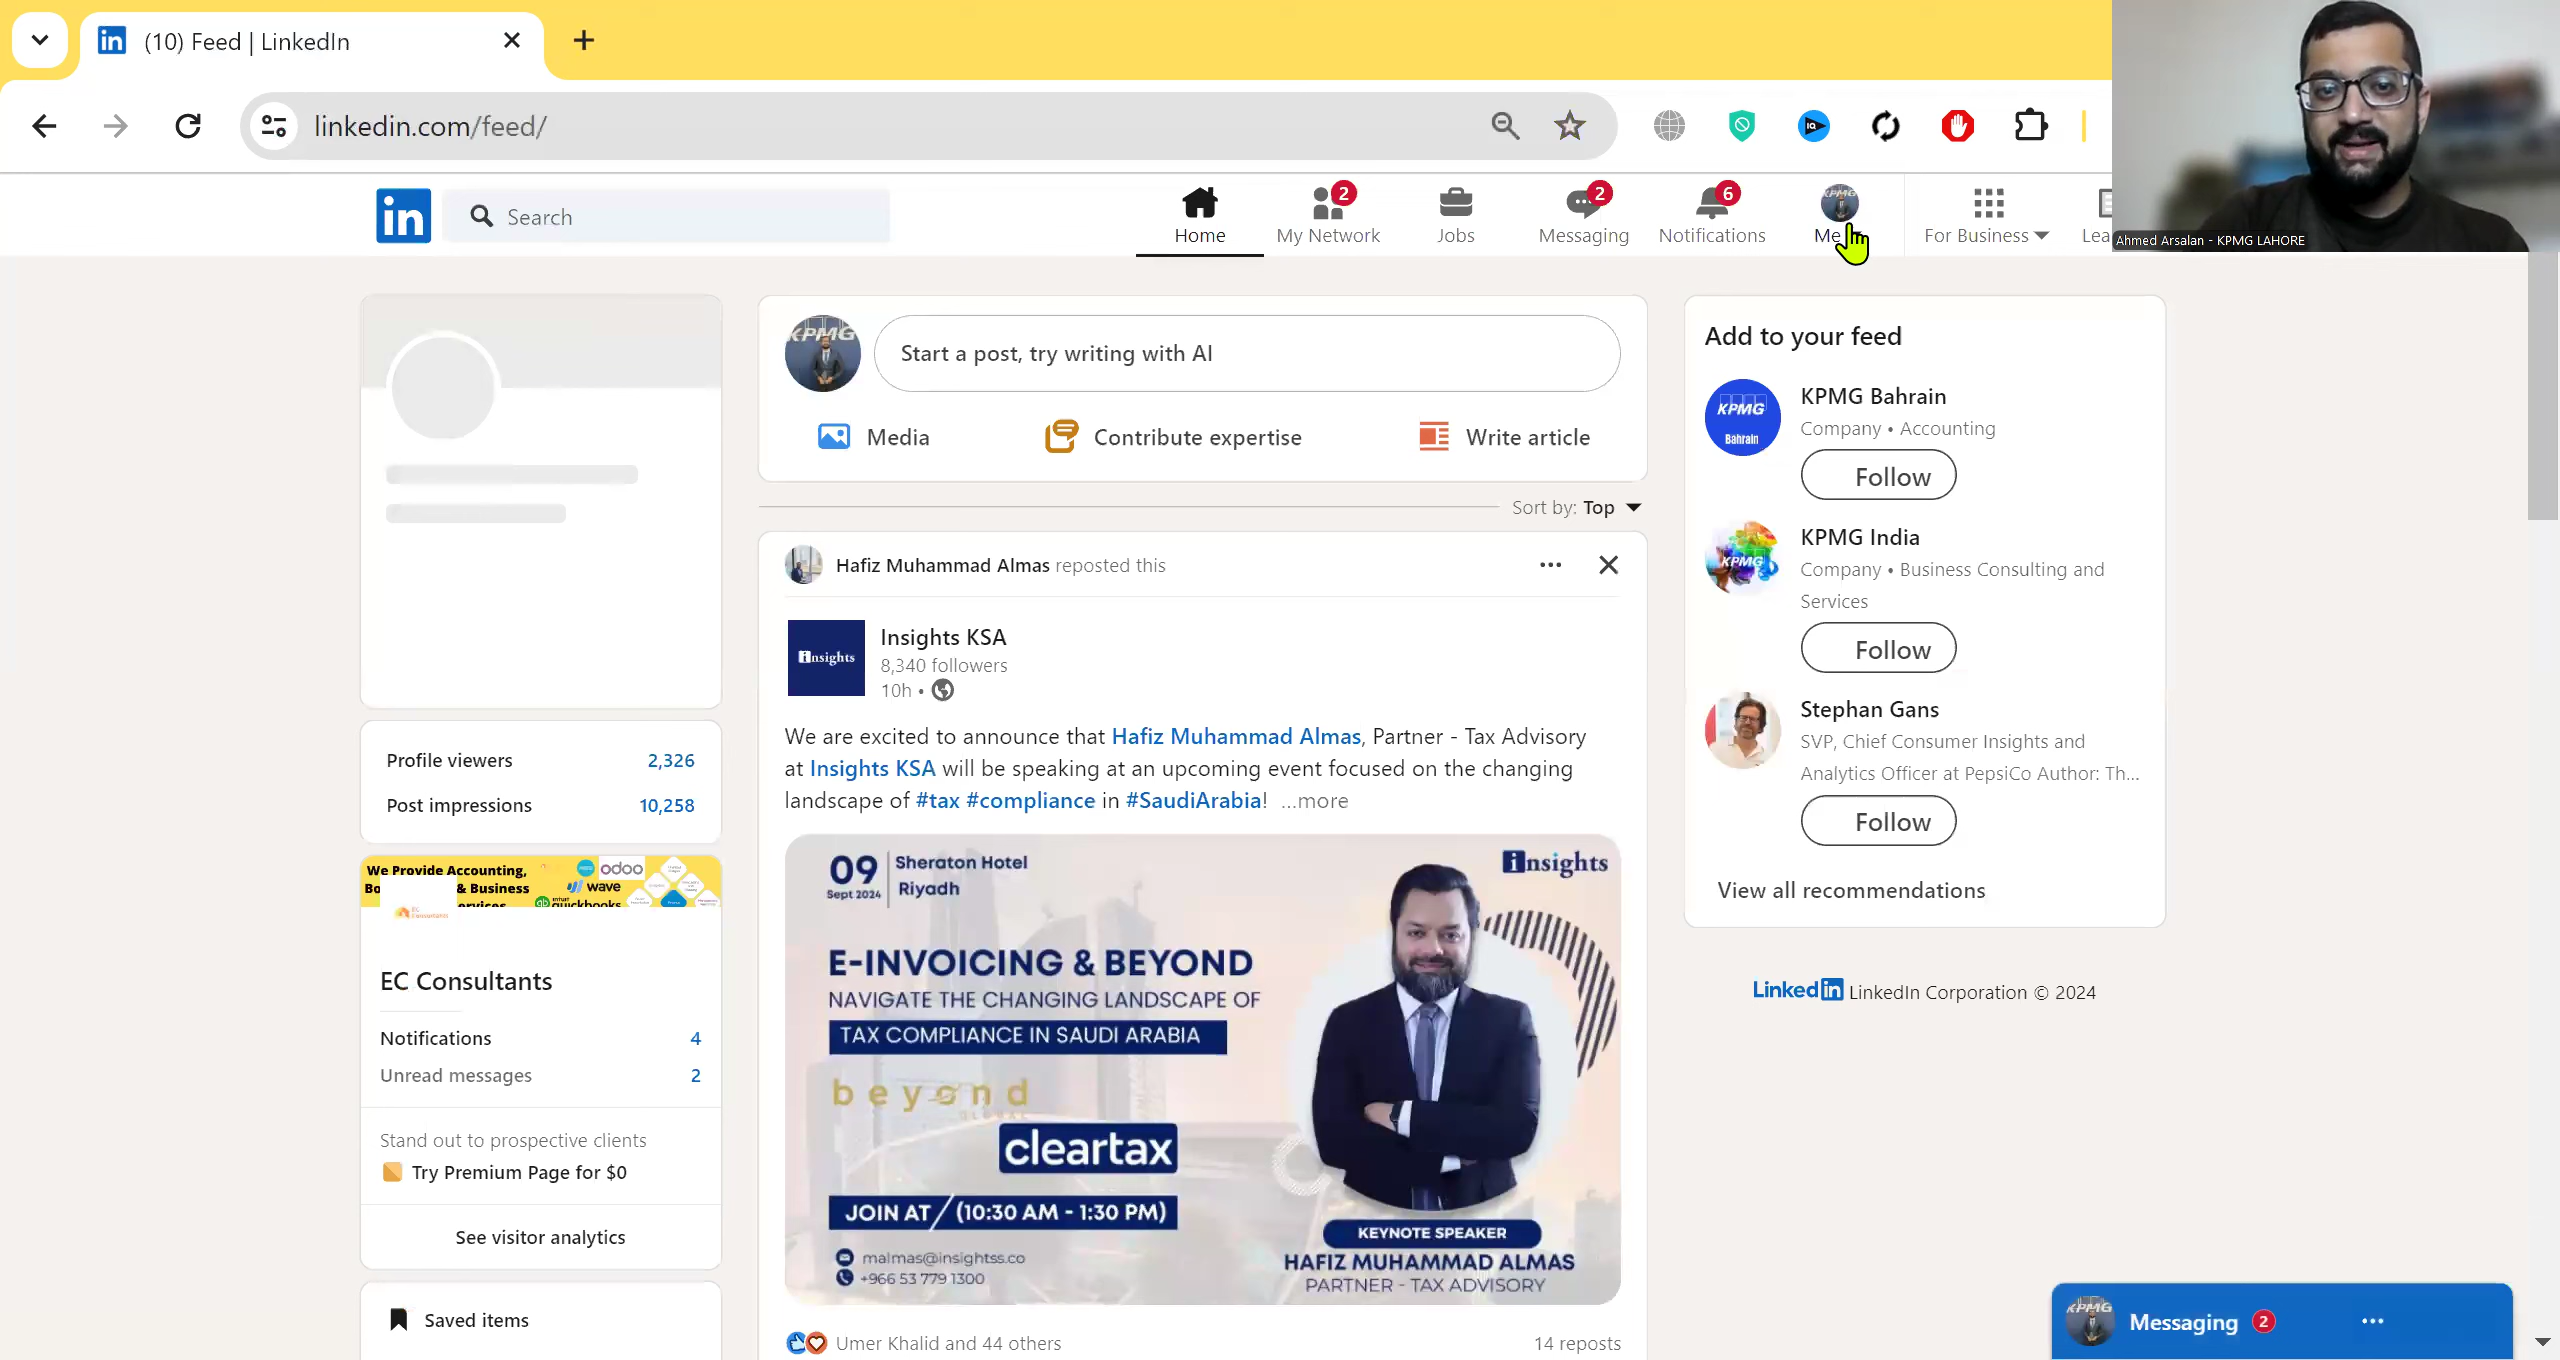 (10) Feed | LinkedIn
linkedin.com/feed/
in
Search
Home
2
My Network
Jobs
2
Messaging
6
Notifications
Me
For Business
Lea
Ahmed Arsalan - KPMG LAHORE
KPMG
Start a post, try writing with AI
Media
Contribute expertise
Write article
Sort by: Top
Hafiz Muhammad Almas reposted this
insights
Insights KSA
8,340 followers
10h •
We are excited to announce that Hafiz Muhammad Almas, Partner - Tax Advisory
at Insights KSA will be speaking at an upcoming event focused on the changing
landscape of #tax #compliance in #SaudiArabia! ...more
09
Sept 2024
Sheraton Hotel
Riyadh
insights
E-INVOICING & BEYOND
NAVIGATE THE CHANGING LANDSCAPE OF
TAX COMPLIANCE IN SAUDI ARABIA
beyond
GLOBAL
cleartax
JOIN AT / (10:30 AM - 1:30 PM)
malmas@insightss.co
+966 53 779 1300
KEYNOTE SPEAKER
HAFIZ MUHAMMAD ALMAS
PARTNER - TAX ADVISORY
Umer Khalid and 44 others
14 reposts
Profile viewers 2,326
Post impressions 10,258
We Provide Accounting,
Bo & Business
ervices
odoo
wave
quickbooks
EC Consultants
Notifications 4
Unread messages 2
Stand out to prospective clients
Try Premium Page for $0
See visitor analytics
Saved items
Add to your feed
KPMG
Bahrain
KPMG Bahrain
Company • Accounting
Follow
KPMG
KPMG India
Company • Business Consulting and
Services
Follow
Stephan Gans
SVP, Chief Consumer Insights and
Analytics Officer at PepsiCo Author: Th...
Follow
View all recommendations
Linkedin LinkedIn Corporation © 2024
KPMG
Messaging 2